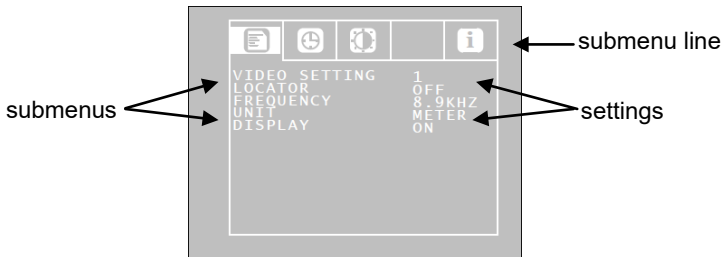 submenu line
VIDEO SETTING 1
LOCATOR OFF
FREQUENCY 8.9KHZ
UNIT METER
DISPLAY ON
submenus
settings